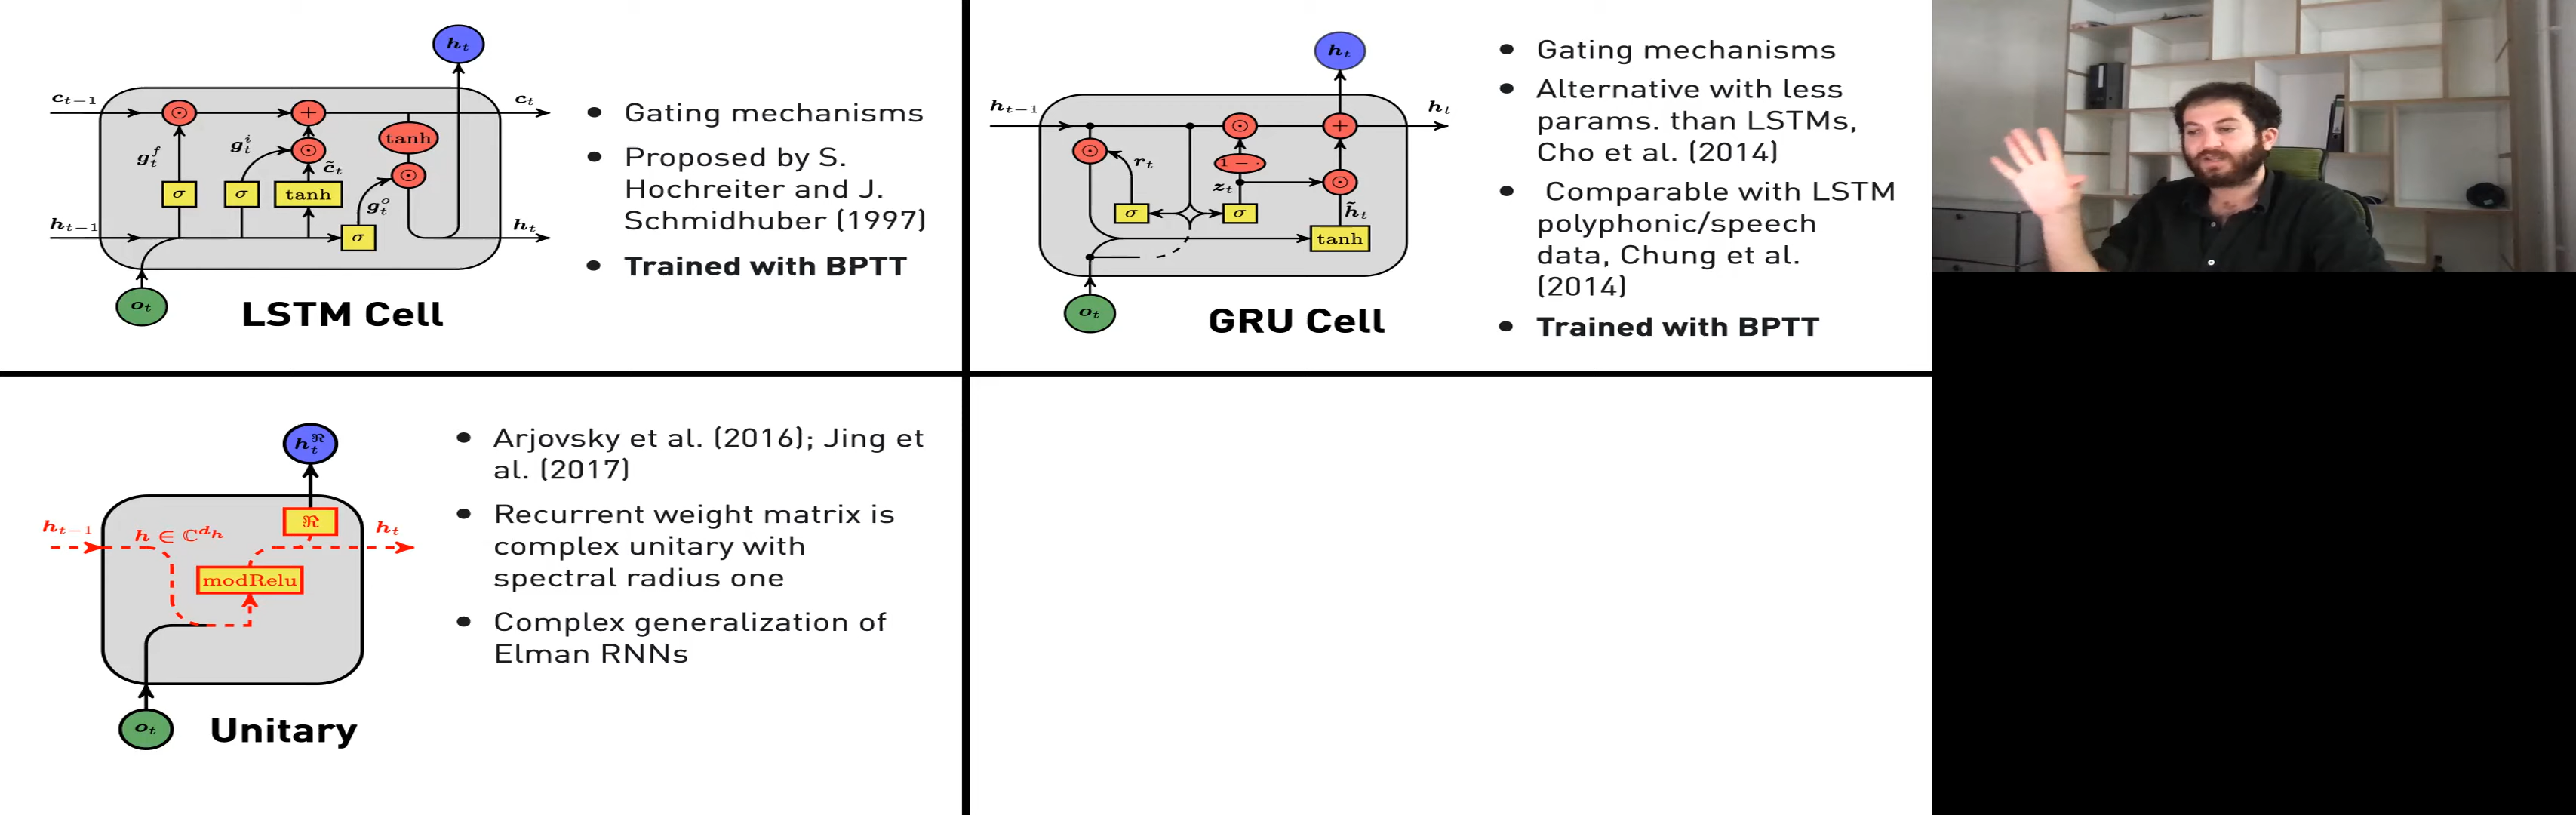 h_t
c_{t-1}
c_t
+
tanh
g_t^f
g_t^i
c̃_t
σ
σ
tanh
g_t^o
h_{t-1}
σ
h_t
o_t
LSTM Cell
• Gating mechanisms
• Proposed by S.
Hochreiter and J.
Schmidhuber (1997)
• Trained with BPTT
h_t
h_{t-1}
h_t
+
r_t
1 − ·
z_t
σ
σ
h̃_t
tanh
o_t
GRU Cell
• Gating mechanisms
• Alternative with less
params. than LSTMs,
Cho et al. (2014)
• Comparable with LSTM
polyphonic/speech
data, Chung et al.
(2014)
• Trained with BPTT
h_t^ℜ
ℜ
h_{t-1}
h ∈ ℂ^{d_h}
h_t
modRelu
o_t
Unitary
• Arjovsky et al. (2016); Jing et
al. (2017)
• Recurrent weight matrix is
complex unitary with
spectral radius one
• Complex generalization of
Elman RNNs